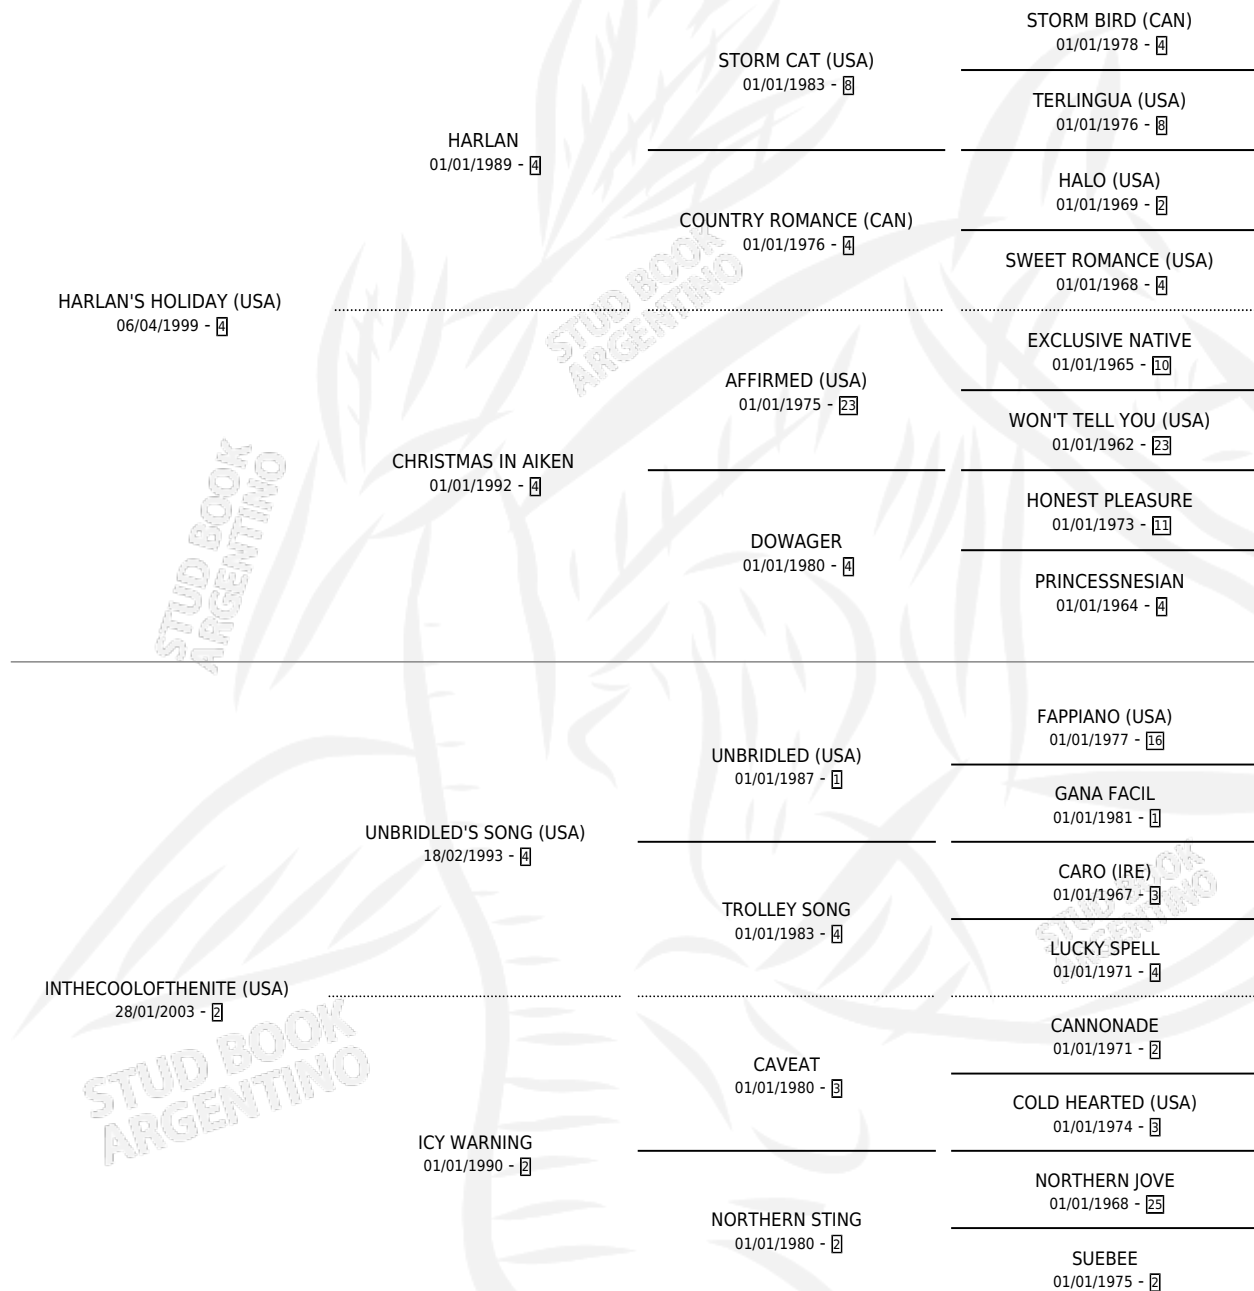 STORM BIRD (CAN)
01/01/1978 - 4
STORM CAT (USA)
01/01/1983 - 8
TERLINGUA (USA)
01/01/1976 - 8
HARLAN
01/01/1989 - 4
HALO (USA)
01/01/1969 - 2
COUNTRY ROMANCE (CAN)
01/01/1976 - 4
SWEET ROMANCE (USA)
01/01/1968 - 4
HARLAN'S HOLIDAY (USA)
06/04/1999 - 4
STUD BOOK
ARGENTINO
EXCLUSIVE NATIVE
01/01/1965 - 10
AFFIRMED (USA)
01/01/1975 - 23
WON'T TELL YOU (USA)
01/01/1962 - 23
CHRISTMAS IN AIKEN
01/01/1992 - 4
HONEST PLEASURE
01/01/1973 - 11
DOWAGER
01/01/1980 - 4
PRINCESSNESIAN
01/01/1964 - 4
STUD BOOK
ARGENTINO
FAPPIANO (USA)
01/01/1977 - 16
UNBRIDLED (USA)
01/01/1987 - 1
GANA FACIL
01/01/1981 - 1
UNBRIDLED'S SONG (USA)
18/02/1993 - 4
CARO (IRE)
01/01/1967 - 3
TROLLEY SONG
01/01/1983 - 4
LUCKY SPELL
01/01/1971 - 4
STUD BOOK
ARGENTINO
INTHECOOLOFTHENITE (USA)
28/01/2003 - 2
CANNONADE
01/01/1971 - 2
CAVEAT
01/01/1980 - 3
COLD HEARTED (USA)
01/01/1974 - 3
STUD BOOK
ARGENTINO
ICY WARNING
01/01/1990 - 2
NORTHERN JOVE
01/01/1968 - 25
NORTHERN STING
01/01/1980 - 2
SUEBEE
01/01/1975 - 2